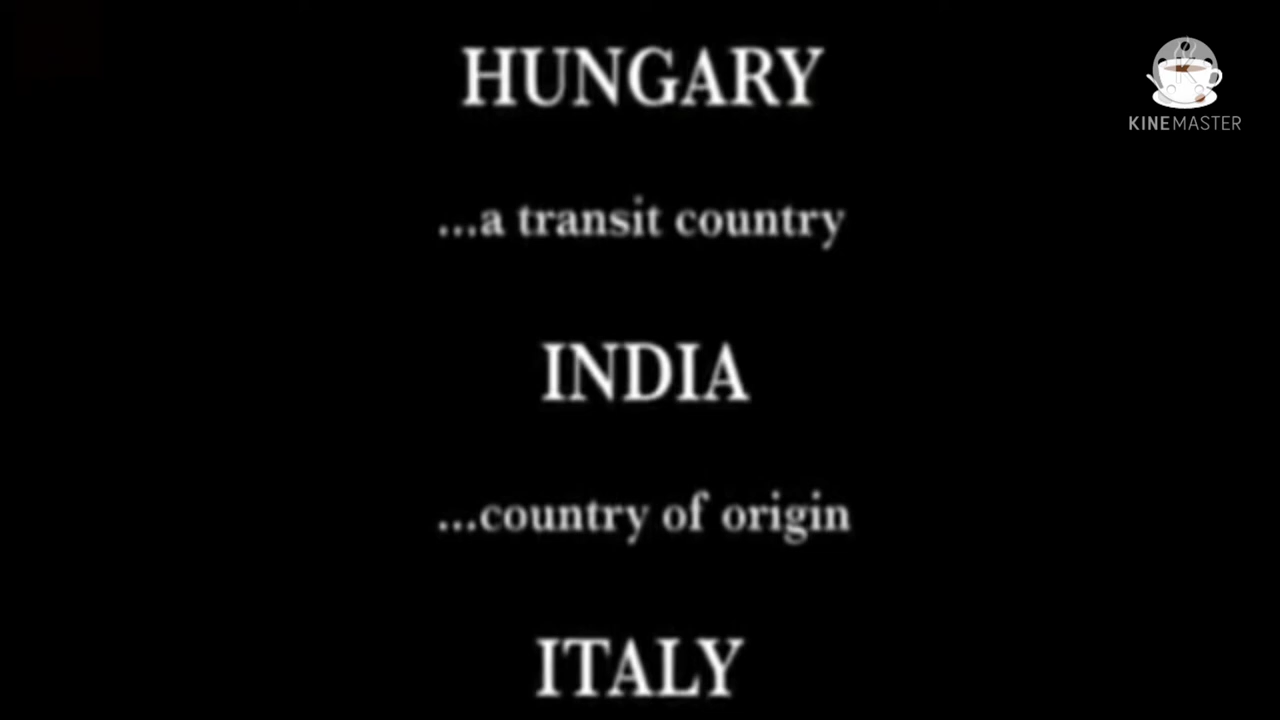 HUNGARY
...a transit country
INDIA
...country of origin
ITALY
KINEMASTER